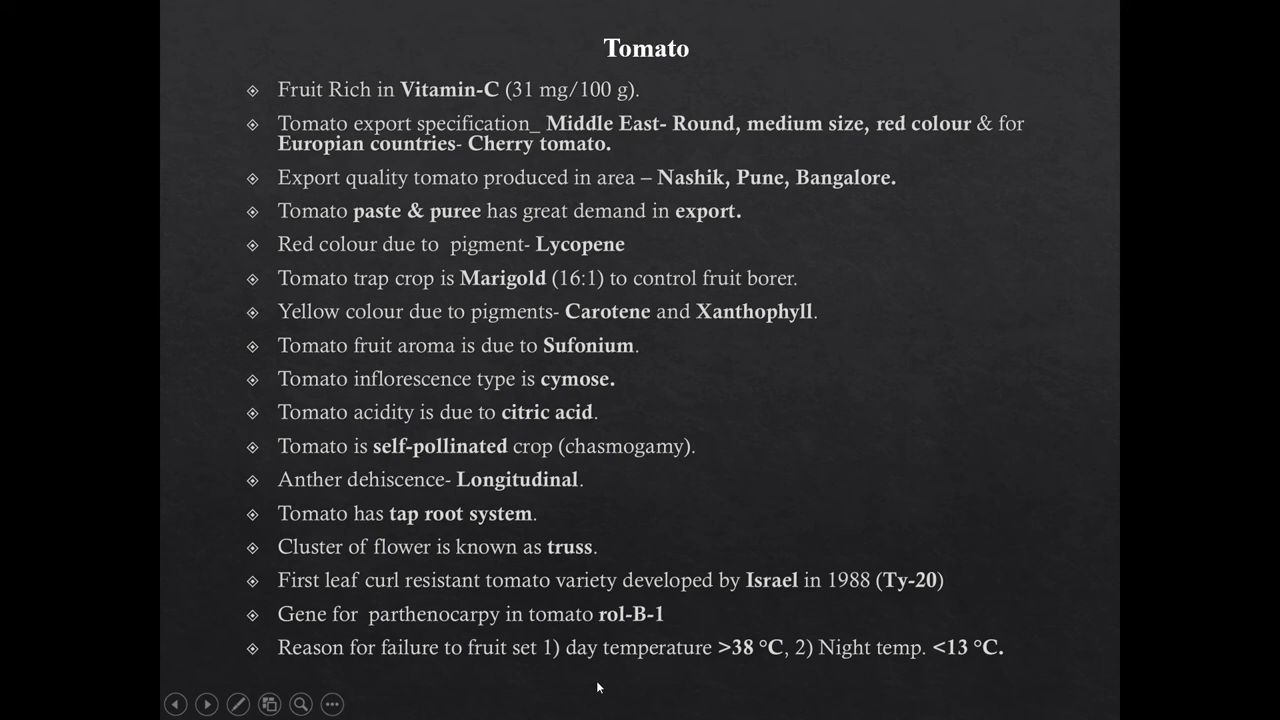 Tomato
Fruit Rich in Vitamin-C (31 mg/100 g).
Tomato export specification_ Middle East- Round, medium size, red colour & for
Europian countries- Cherry tomato.
Export quality tomato produced in area – Nashik, Pune, Bangalore.
Tomato paste & puree has great demand in export.
Red colour due to  pigment- Lycopene
Tomato trap crop is Marigold (16:1) to control fruit borer.
Yellow colour due to pigments- Carotene and Xanthophyll.
Tomato fruit aroma is due to Sufonium.
Tomato inflorescence type is cymose.
Tomato acidity is due to citric acid.
Tomato is self-pollinated crop (chasmogamy).
Anther dehiscence- Longitudinal.
Tomato has tap root system.
Cluster of flower is known as truss.
First leaf curl resistant tomato variety developed by Israel in 1988 (Ty-20)
Gene for  parthenocarpy in tomato rol-B-1
Reason for failure to fruit set 1) day temperature >38 °C, 2) Night temp. <13 °C.